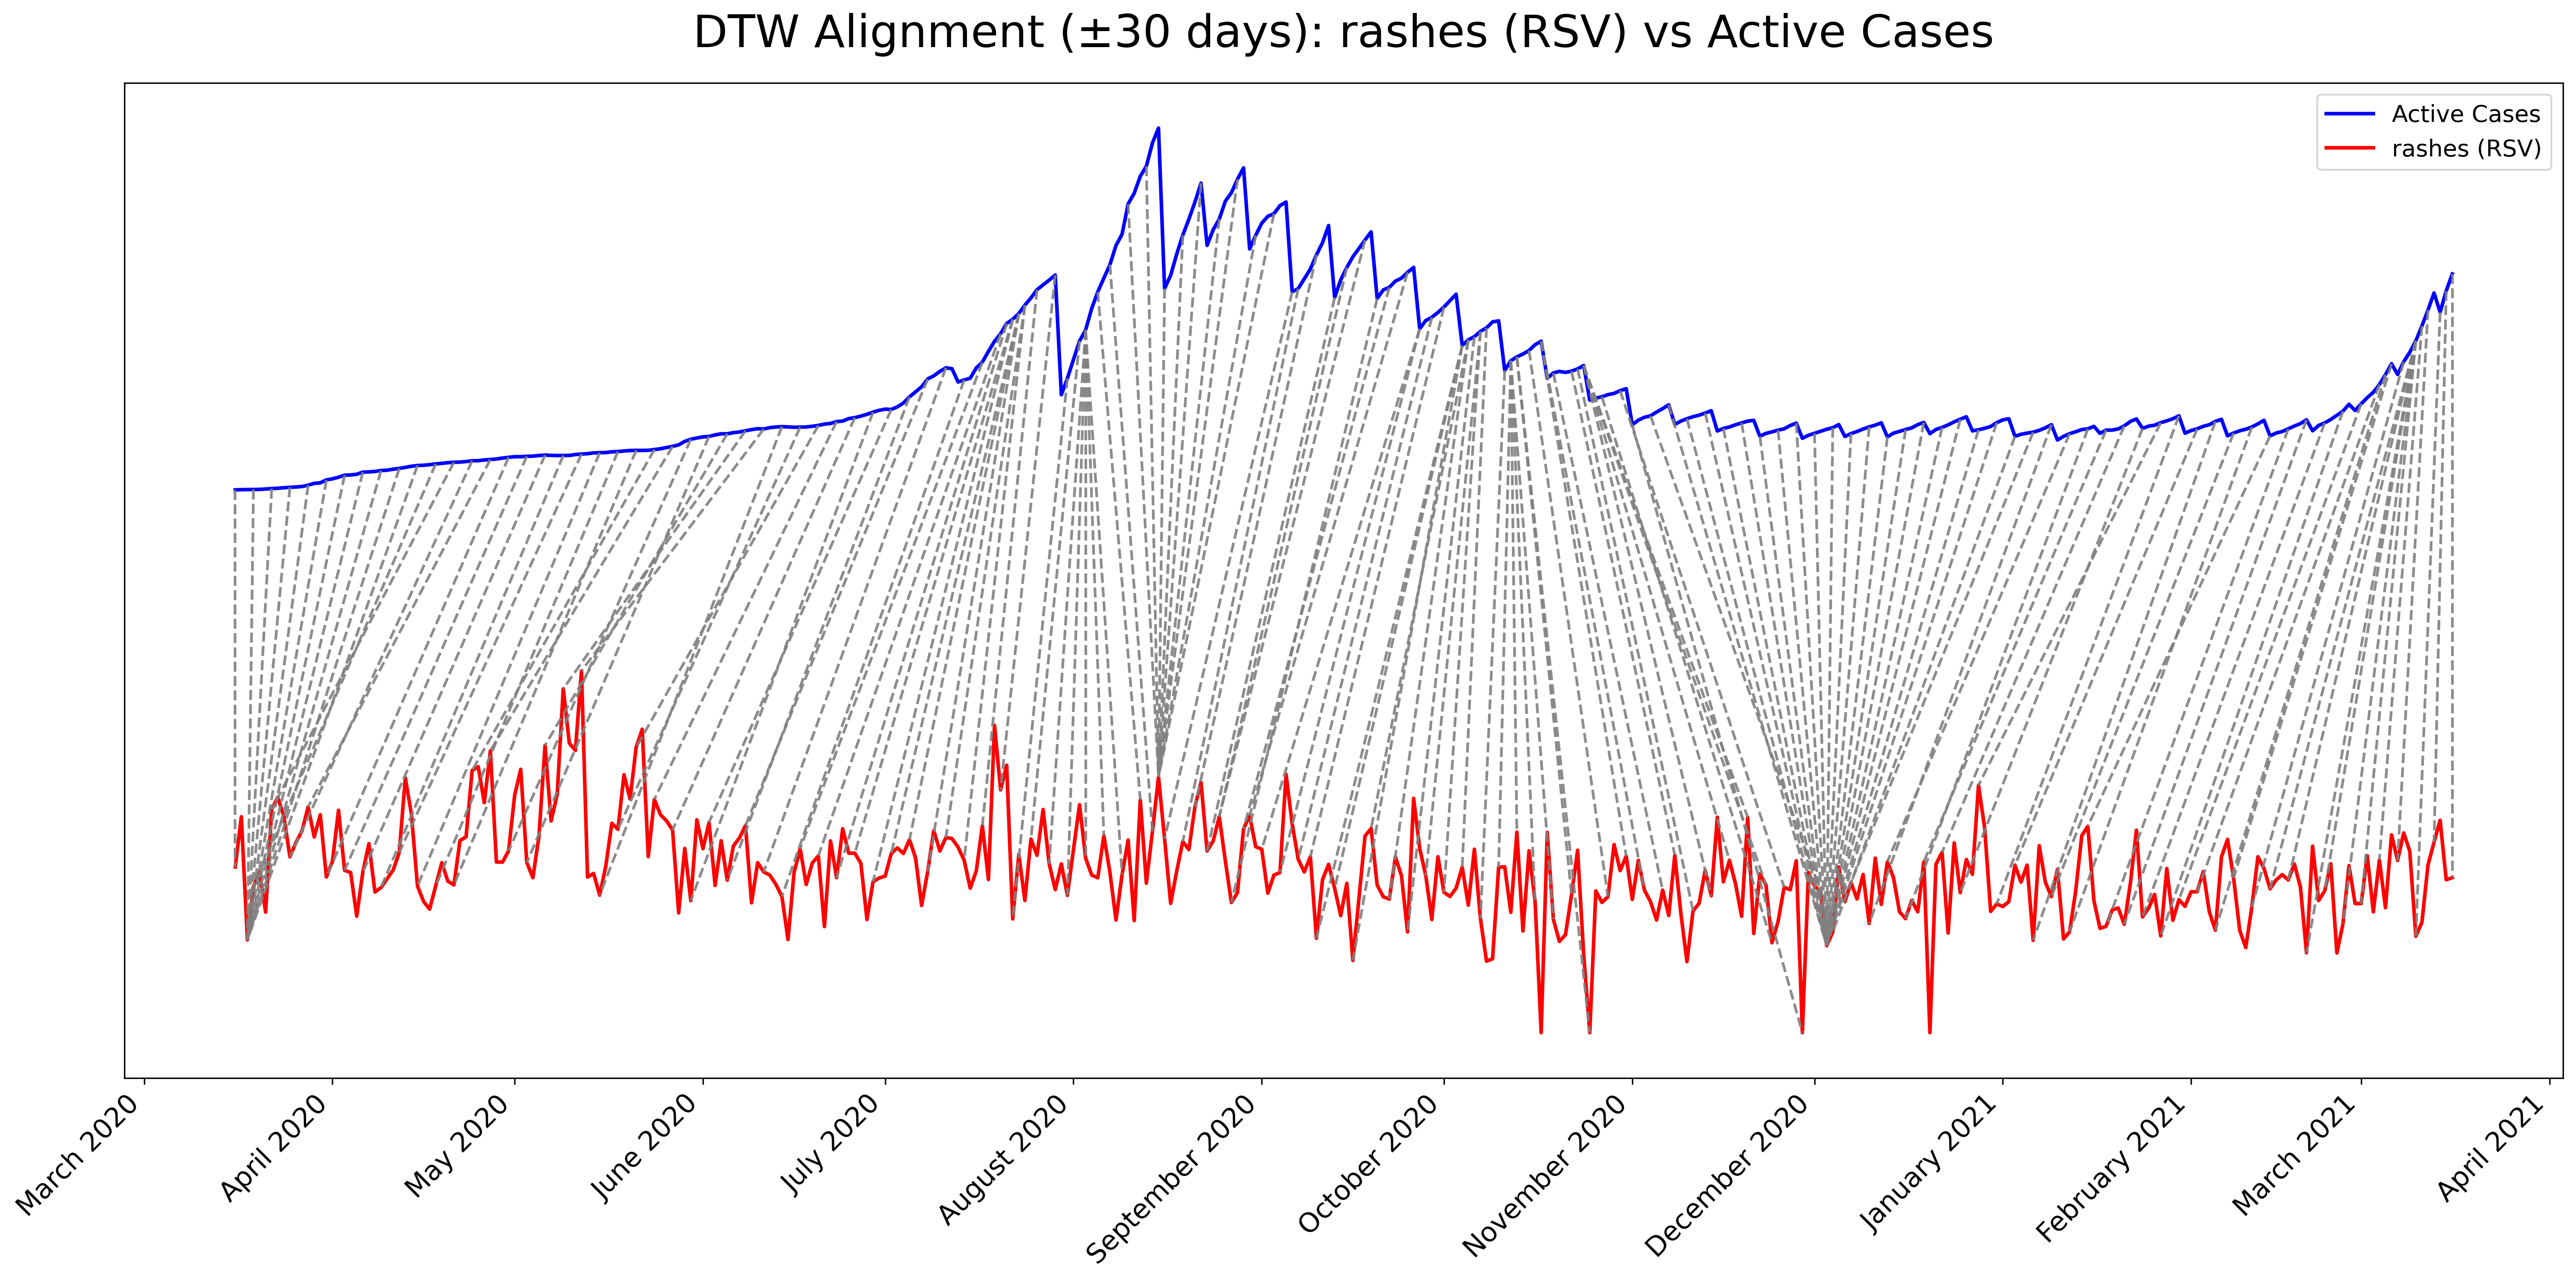 DTW Alignment (±30 days): rashes (RSV) vs Active Cases
Active Cases
rashes (RSV)
March 2020
April 2020
May 2020
June 2020
July 2020
August 2020
September 2020
October 2020
November 2020
December 2020
January 2021
February 2021
March 2021
April 2021